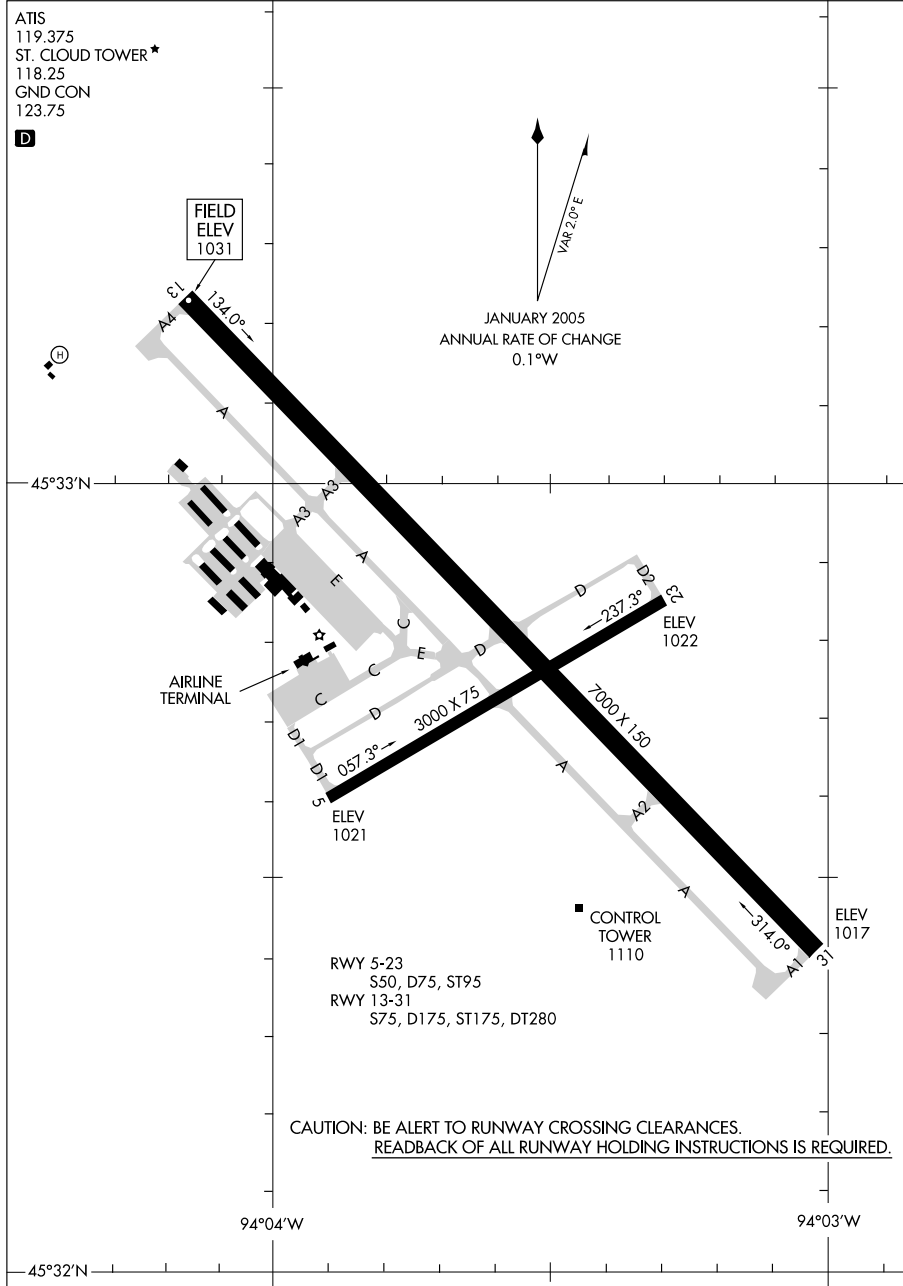 ATIS
119.375
ST. CLOUD TOWER ★
118.25
GND CON
123.75
D
FIELD
ELEV
1031
VAR 2.0° E
JANUARY 2005
ANNUAL RATE OF CHANGE
0.1°W
13
134.0°
A4
H
A
45°33'N
A3
A3
A
E
D
D2
23
237.3°
ELEV
1022
C
E
D
AIRLINE
TERMINAL
C
C
D
3000 X 75
7000 X 150
D1
D1
057.3°
5
ELEV
1021
A
A2
A
CONTROL
TOWER
1110
314.0°
ELEV
1017
A1
31
RWY 5-23
S50, D75, ST95
RWY 13-31
S75, D175, ST175, DT280
CAUTION: BE ALERT TO RUNWAY CROSSING CLEARANCES.
READBACK OF ALL RUNWAY HOLDING INSTRUCTIONS IS REQUIRED.
94°04'W
94°03'W
45°32'N